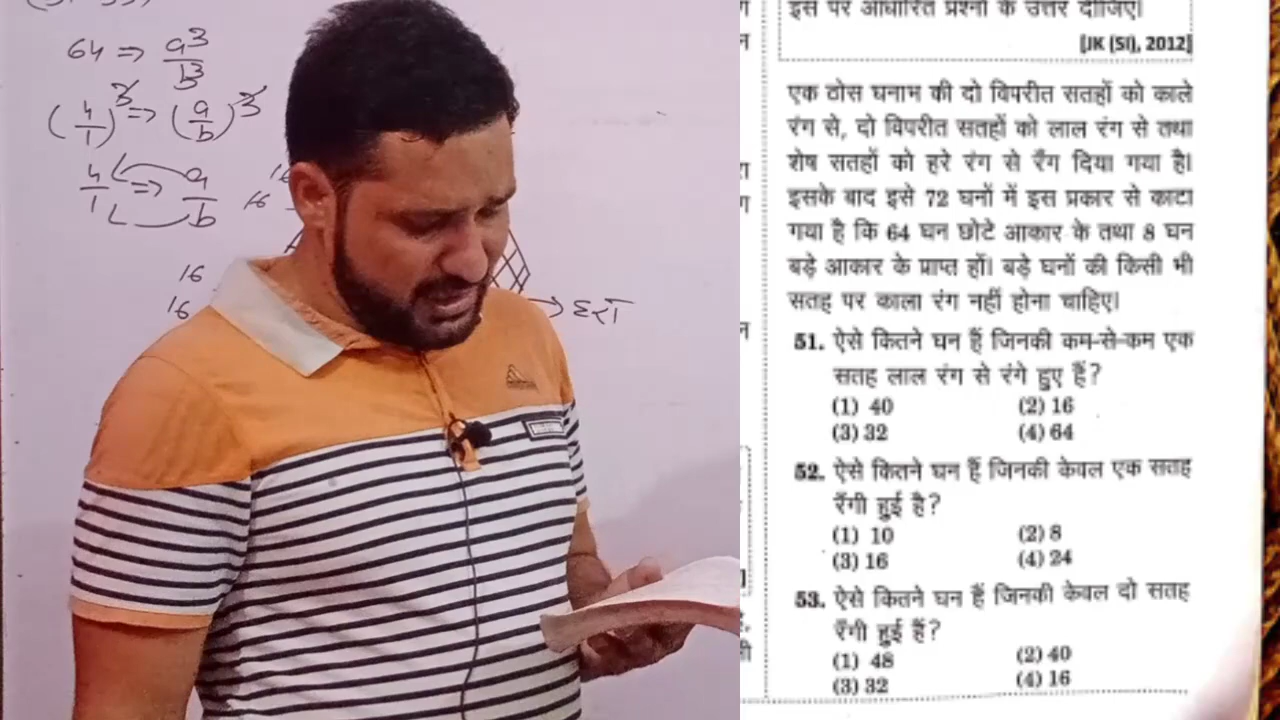 64 ⇒ a3
b3
(4/1)3 ⇒ (a/b)3
4/1 ⇒ a/b
16
16
16
→ हरा
इस पर आधारित प्रश्नों के उत्तर दीजिए।
[JK (SI), 2012]
एक ठोस घनाभ की दो विपरीत सतहों को काले
रंग से, दो विपरीत सतहों को लाल रंग से तथा
शेष सतहों को हरे रंग से रँग दिया गया है।
इसके बाद इसे 72 घनों में इस प्रकार से काटा
गया है कि 64 घन छोटे आकार के तथा 8 घन
बड़े आकार के प्राप्त हों। बड़े घनों की किसी भी
सतह पर काला रंग नहीं होना चाहिए।
51. ऐसे कितने घन हैं जिनकी कम-से-कम एक
सतह लाल रंग से रंगे हुए हैं?
(1) 40 (2) 16
(3) 32 (4) 64
52. ऐसे कितने घन हैं जिनकी केवल एक सतह
रँगी हुई है?
(1) 10 (2) 8
(3) 16 (4) 24
53. ऐसे कितने घन हैं जिनकी केवल दो सतह
रँगी हुई हैं?
(1) 48 (2) 40
(3) 32 (4) 16